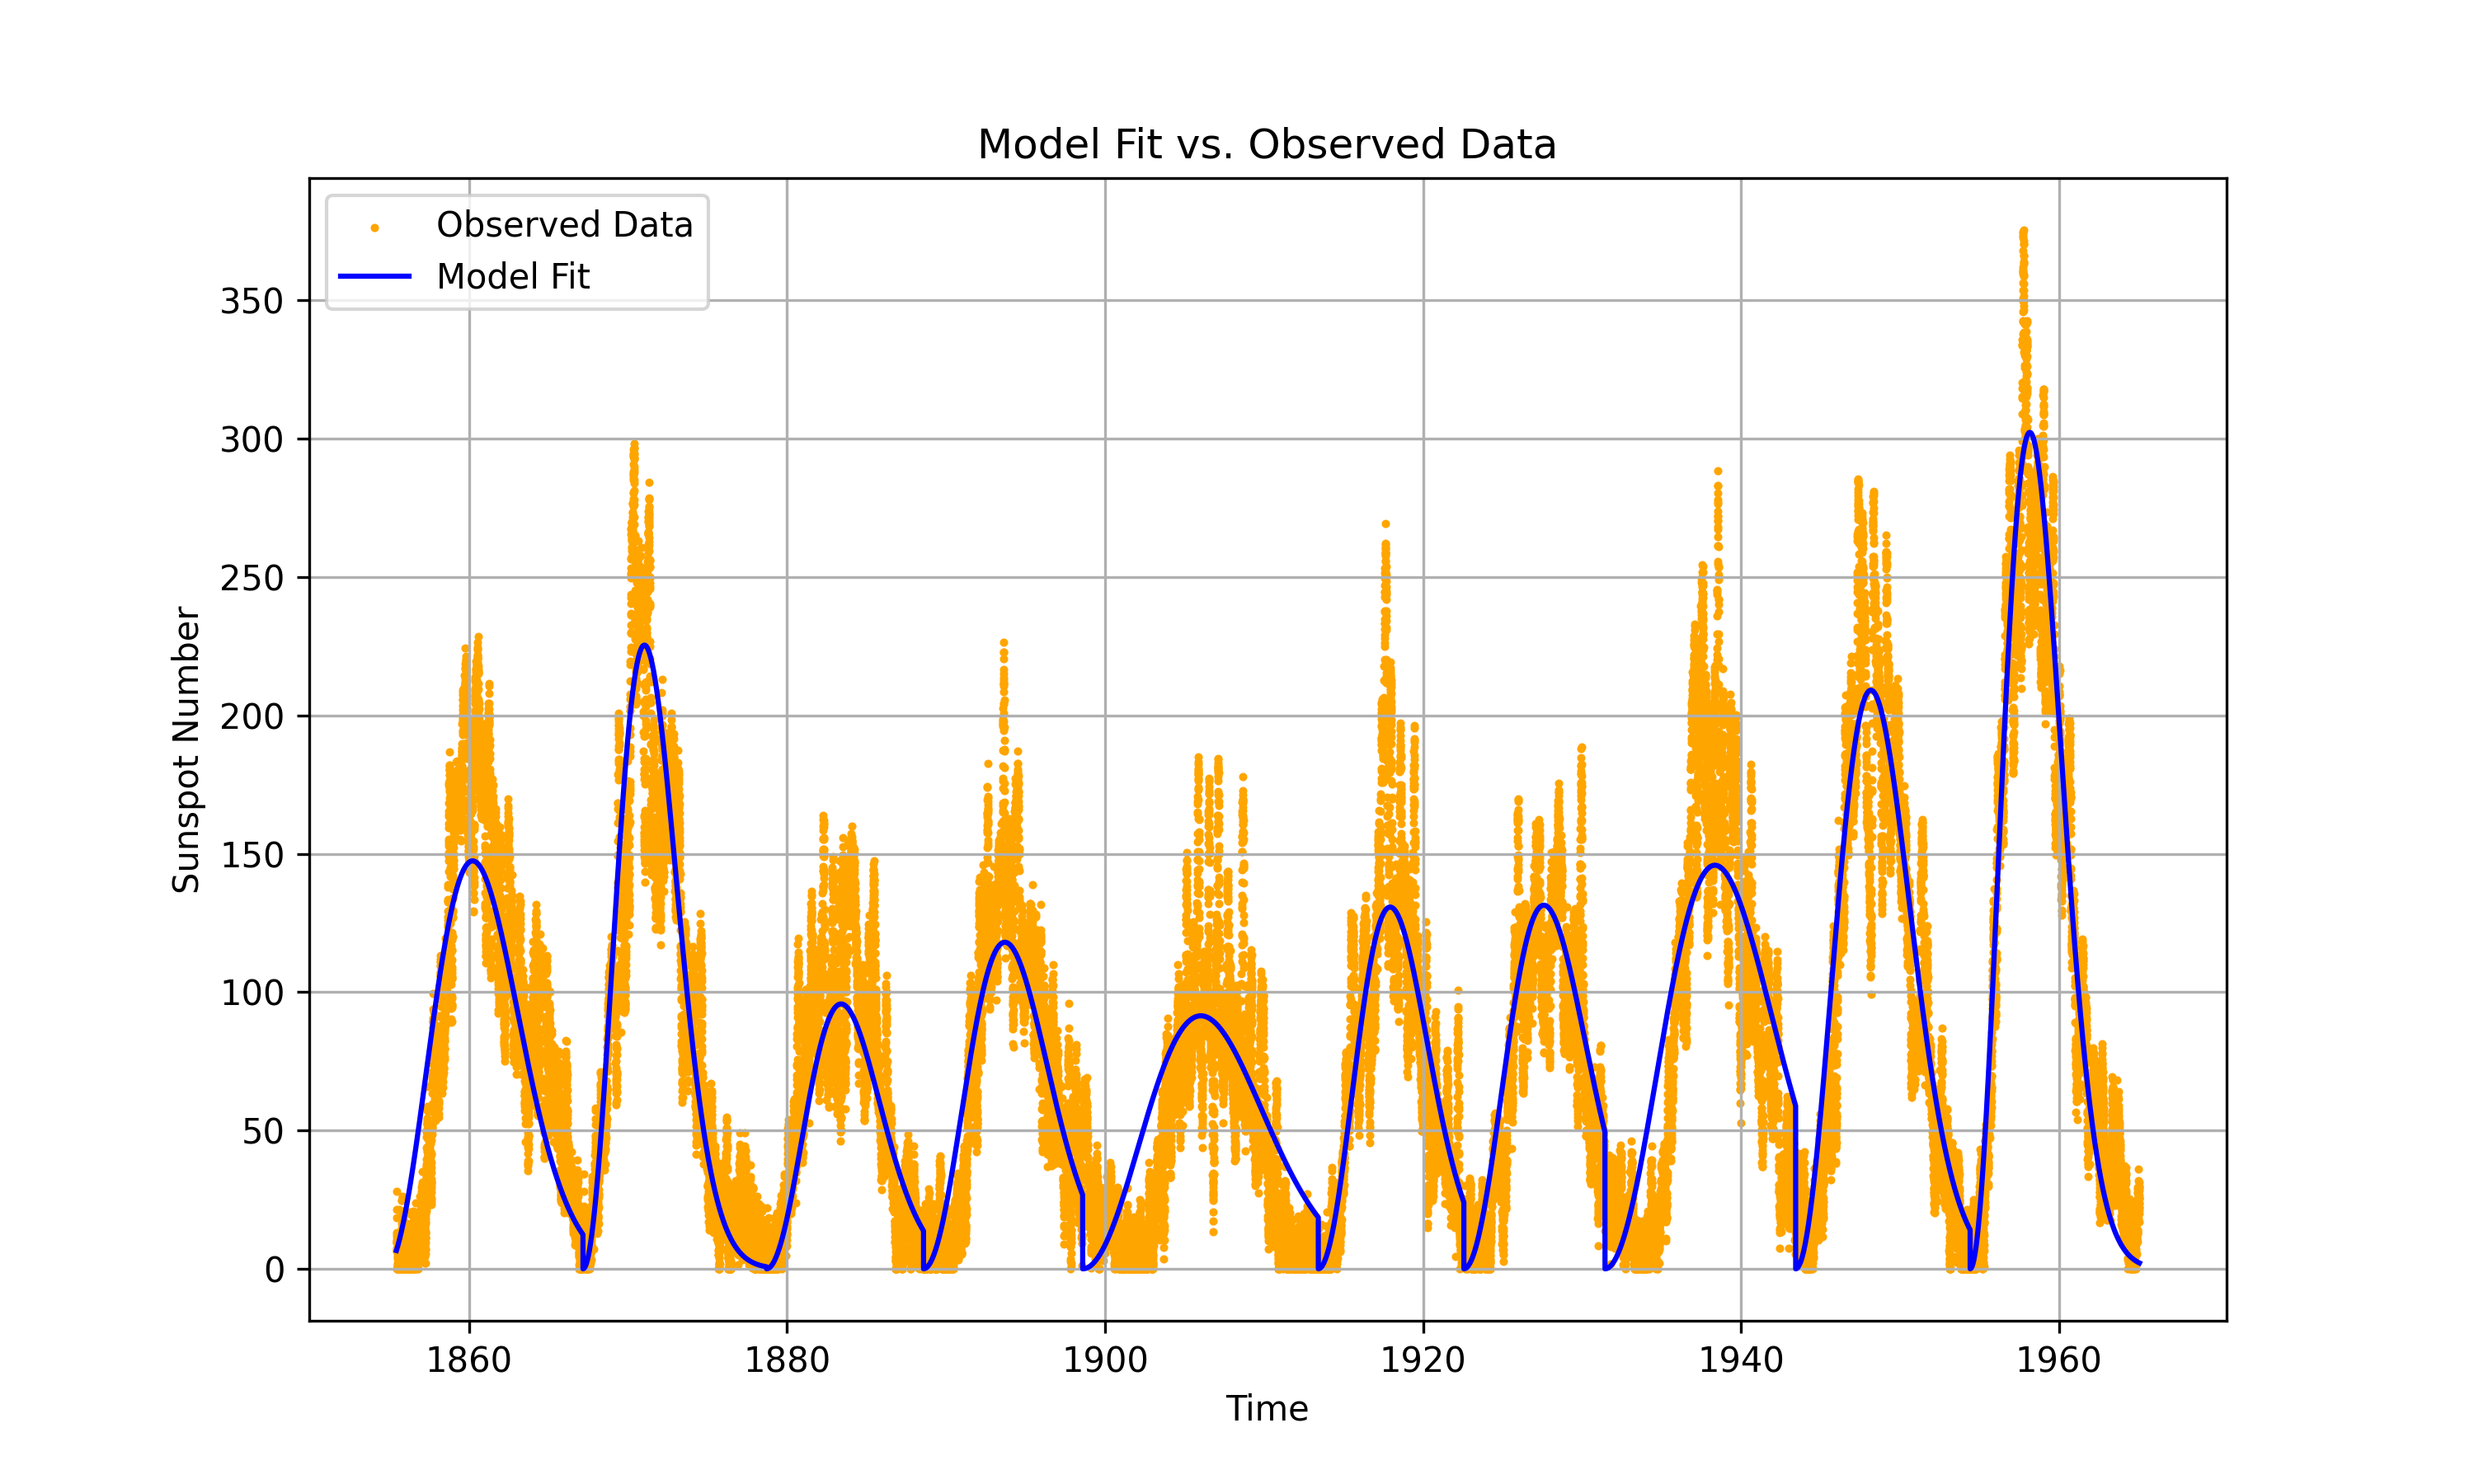 Model Fit vs. Observed Data
Observed Data
Model Fit
350
300
250
200
150
100
50
0
Sunspot Number
1860 1880 1900 1920 1940 1960
Time